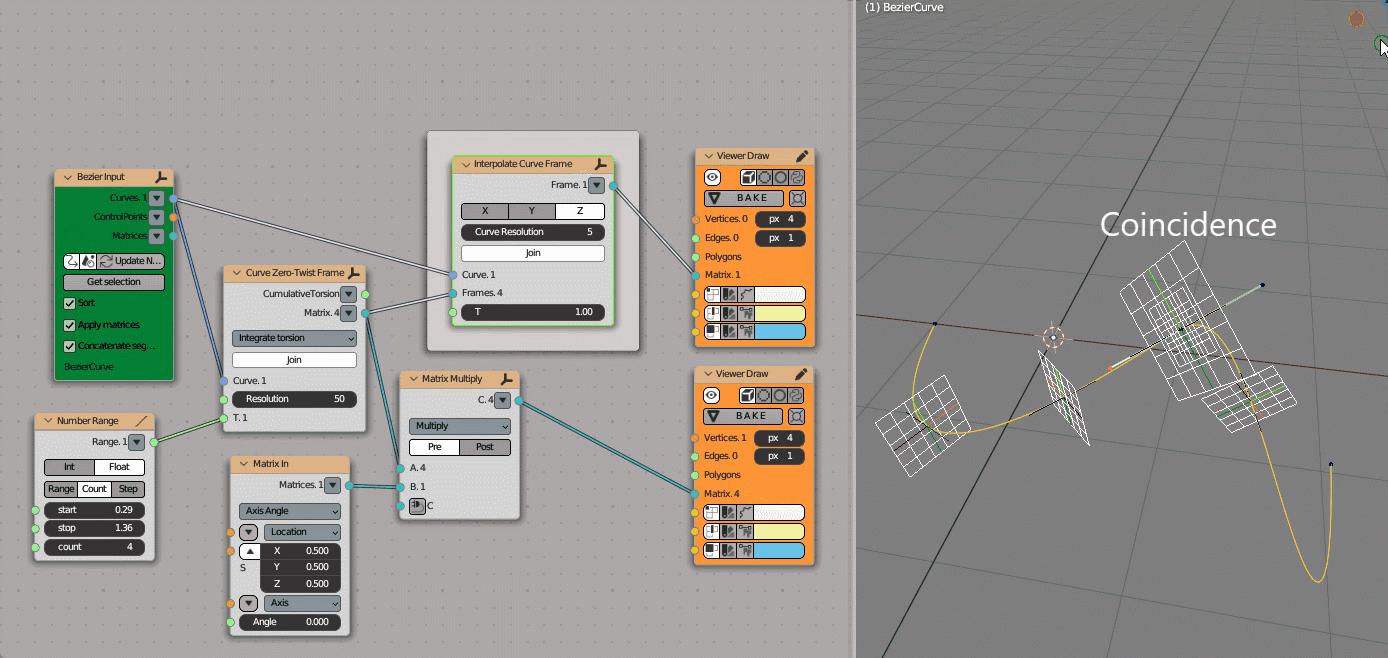 (1) BezierCurve
Bezier Input
Curves. 1
ControlPoints
Matrices
Update N...
Get selection
Sort
Apply matrices
Concatenate seg...
BezierCurve
Number Range
Range. 1
Int Float
Range Count Step
start 0.29
stop 1.36
count 4
Curve Zero-Twist Frame
CumulativeTorsion
Matrix. 4
Integrate torsion
Join
Curve. 1
Resolution 50
T. 1
Matrix In
Matrices. 1
Axis Angle
Location
X 0.500
Y 0.500
Z 0.500
S
Axis
Angle 0.000
Interpolate Curve Frame
Frame. 1
X Y Z
Curve Resolution 5
Join
Curve. 1
Frames. 4
T 1.00
Matrix Multiply
C. 4
Multiply
Pre Post
A. 4
B. 1
C
Viewer Draw
BAKE
Vertices. 0 px 4
Edges. 0 px 1
Polygons
Matrix. 1
Viewer Draw
BAKE
Vertices. 1 px 4
Edges. 0 px 1
Polygons
Matrix. 4
Coincidence